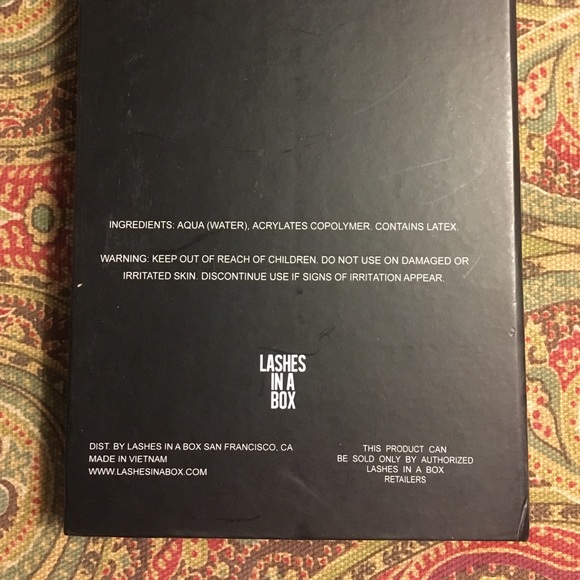 INGREDIENTS: AQUA (WATER), ACRYLATES COPOLYMER. CONTAINS LATEX.
WARNING: KEEP OUT OF REACH OF CHILDREN. DO NOT USE ON DAMAGED OR
IRRITATED SKIN. DISCONTINUE USE IF SIGNS OF IRRITATION APPEAR.
LASHES
IN A
BOX
DIST. BY LASHES IN A BOX SAN FRANCISCO, CA
MADE IN VIETNAM
WWW.LASHESINABOX.COM
THIS PRODUCT CAN
BE SOLD ONLY BY AUTHORIZED
LASHES IN A BOX
RETAILERS